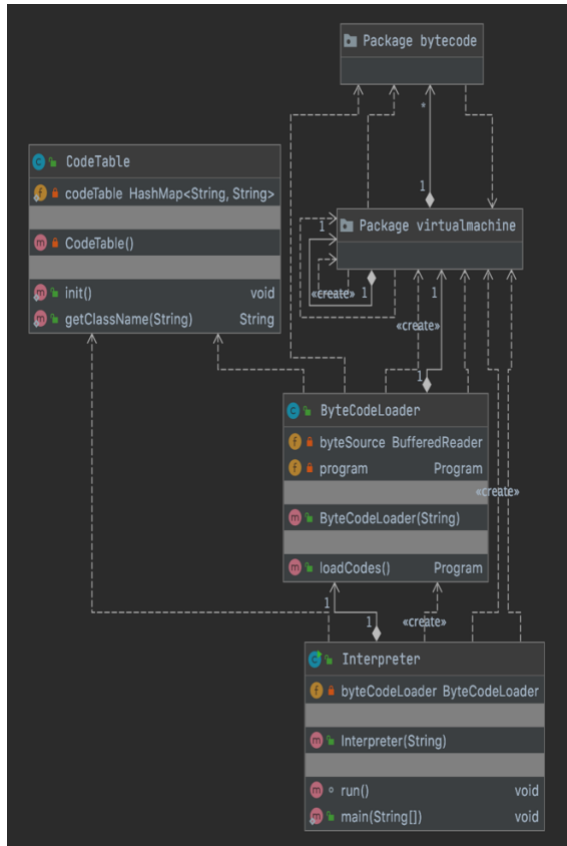 Package bytecode
*
1
CodeTable
codeTable HashMap<String, String>
CodeTable()
init() void
getClassName(String) String
1
Package virtualmachine
«create» 1 1
«create»
1
ByteCodeLoader
byteSource BufferedReader
program Program
«create»
ByteCodeLoader(String)
loadCodes() Program
1
1 «create»
Interpreter
byteCodeLoader ByteCodeLoader
Interpreter(String)
run() void
main(String[]) void